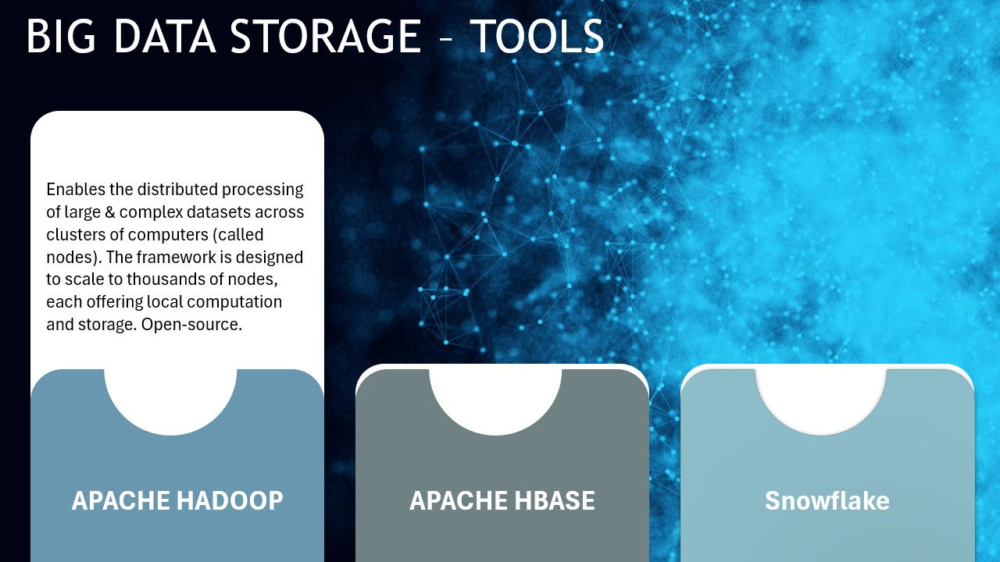 BIG DATA STORAGE – TOOLS
Enables the distributed processing
of large & complex datasets across
clusters of computers (called
nodes). The framework is designed
to scale to thousands of nodes,
each offering local computation
and storage. Open-source.
APACHE HADOOP
APACHE HBASE
Snowflake